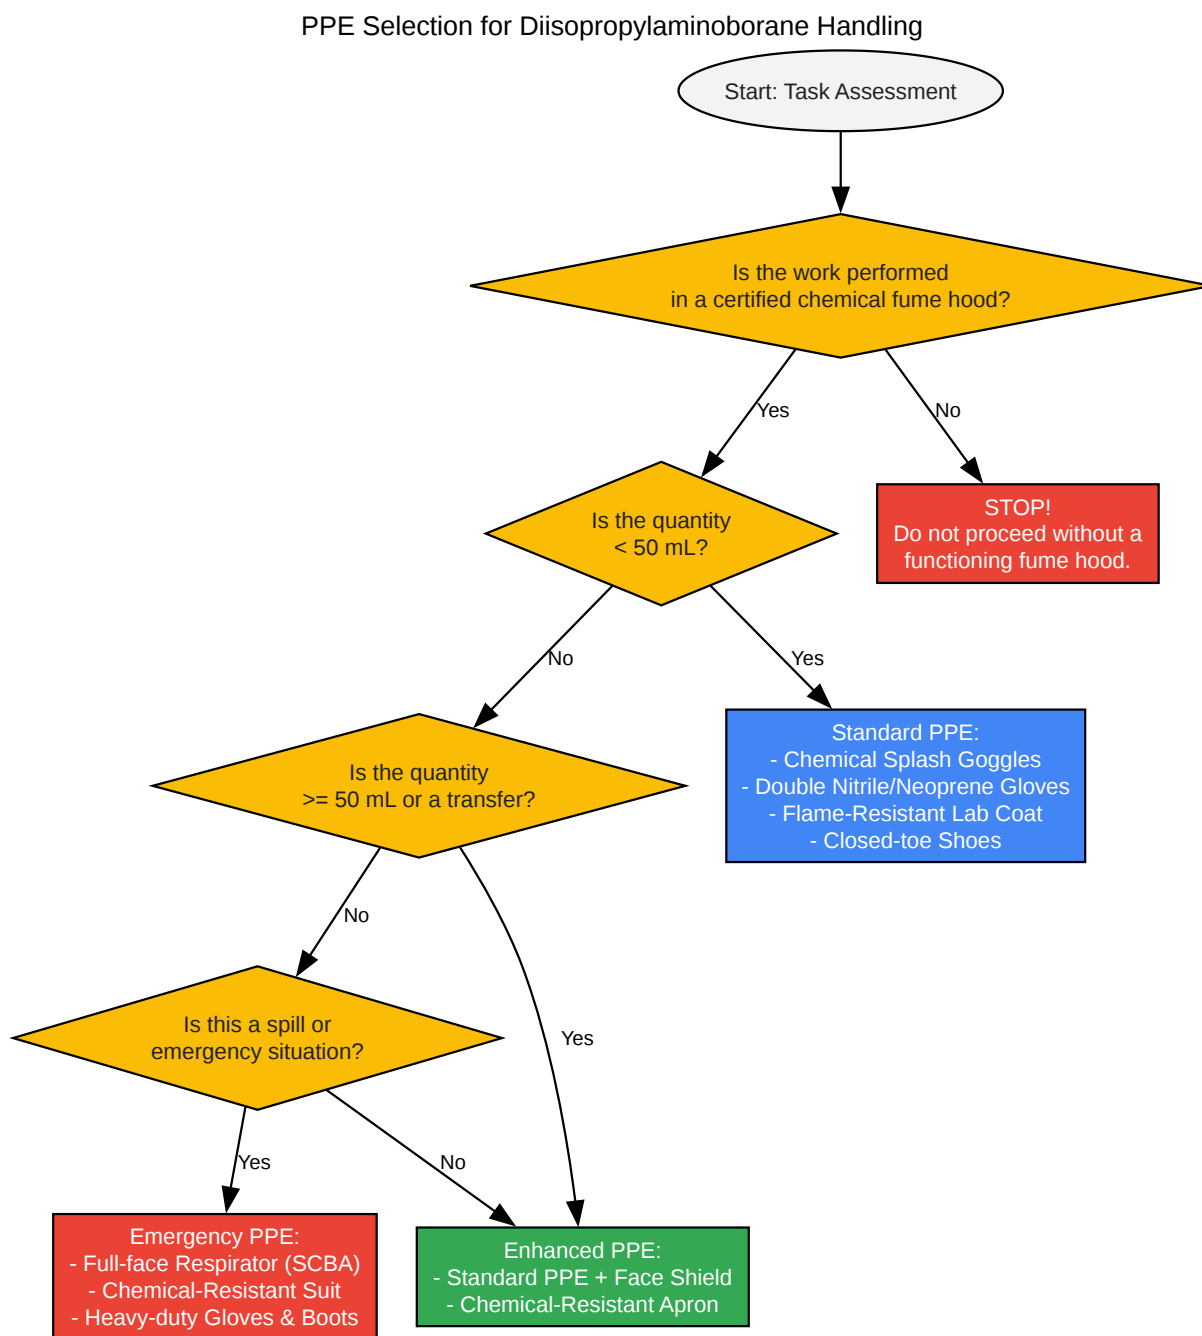 PPE Selection for Diisopropylaminoborane Handling
Start: Task Assessment
Is the work performed
in a certified chemical fume hood?
Yes
No
Is the quantity
< 50 mL?
STOP!
Do not proceed without a
functioning fume hood.
No
Yes
Is the quantity
>= 50 mL or a transfer?
Standard PPE:
- Chemical Splash Goggles
- Double Nitrile/Neoprene Gloves
- Flame-Resistant Lab Coat
- Closed-toe Shoes
No
Yes
Is this a spill or
emergency situation?
Yes
No
Emergency PPE:
- Full-face Respirator (SCBA)
- Chemical-Resistant Suit
- Heavy-duty Gloves & Boots
Enhanced PPE:
- Standard PPE + Face Shield
- Chemical-Resistant Apron